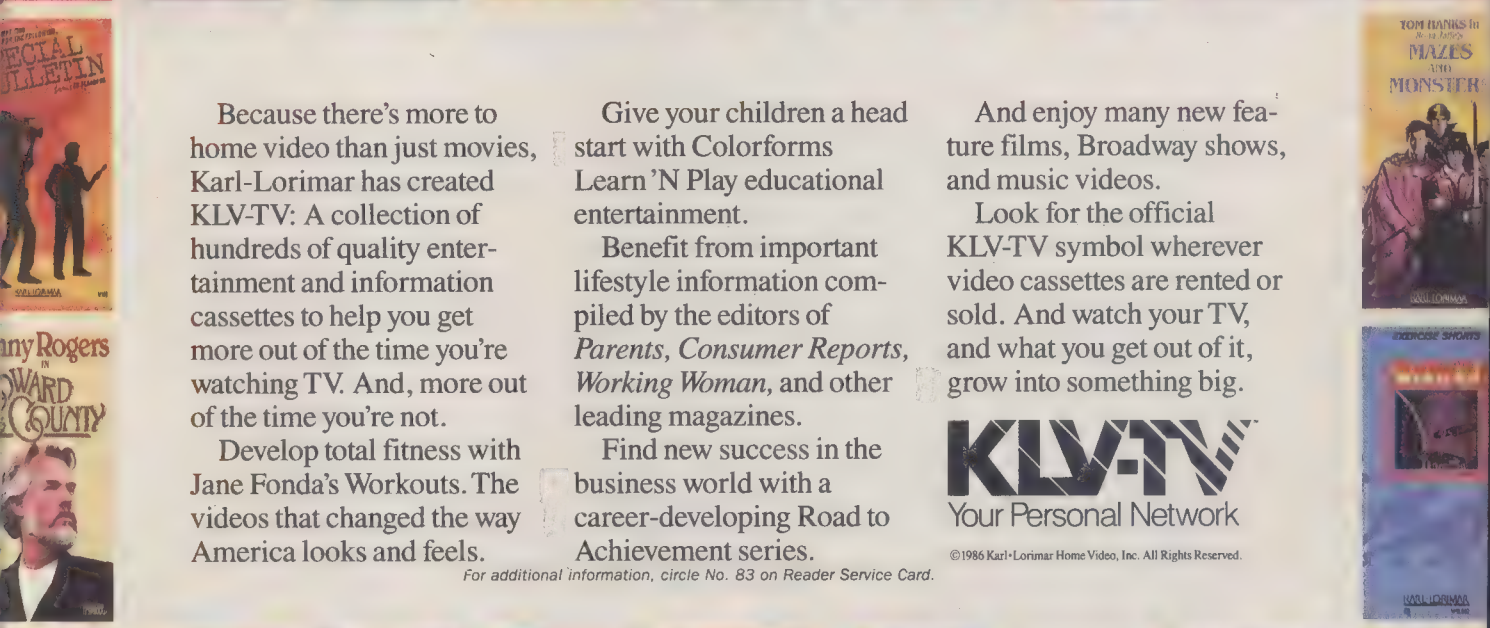 ECIAL
ULLETIN
nny Rogers
IN
WARD
COUNTY
Because there's more to
home video than just movies,
Karl-Lorimar has created
KLV-TV: A collection of
hundreds of quality enter-
tainment and information
cassettes to help you get
more out of the time you're
watching TV. And, more out
of the time you're not.
Develop total fitness with
Jane Fonda's Workouts. The
videos that changed the way
America looks and feels.
Give your children a head
start with Colorforms
Learn 'N Play educational
entertainment.
Benefit from important
lifestyle information com-
piled by the editors of
Parents, Consumer Reports,
Working Woman, and other
leading magazines.
Find new success in the
business world with a
career-developing Road to
Achievement series.
And enjoy many new fea-
ture films, Broadway shows,
and music videos.
Look for the official
KLV-TV symbol wherever
video cassettes are rented or
sold. And watch your TV,
and what you get out of it,
grow into something big.
KLV-TV™
Your Personal Network
©1986 Karl•Lorimar Home Video, Inc. All Rights Reserved.
For additional information, circle No. 83 on Reader Service Card.
TOM HANKS in
MAZES
AND
MONSTERS
KARL LORIMAR
EXERCISE SHORTS
KARL LORIMAR